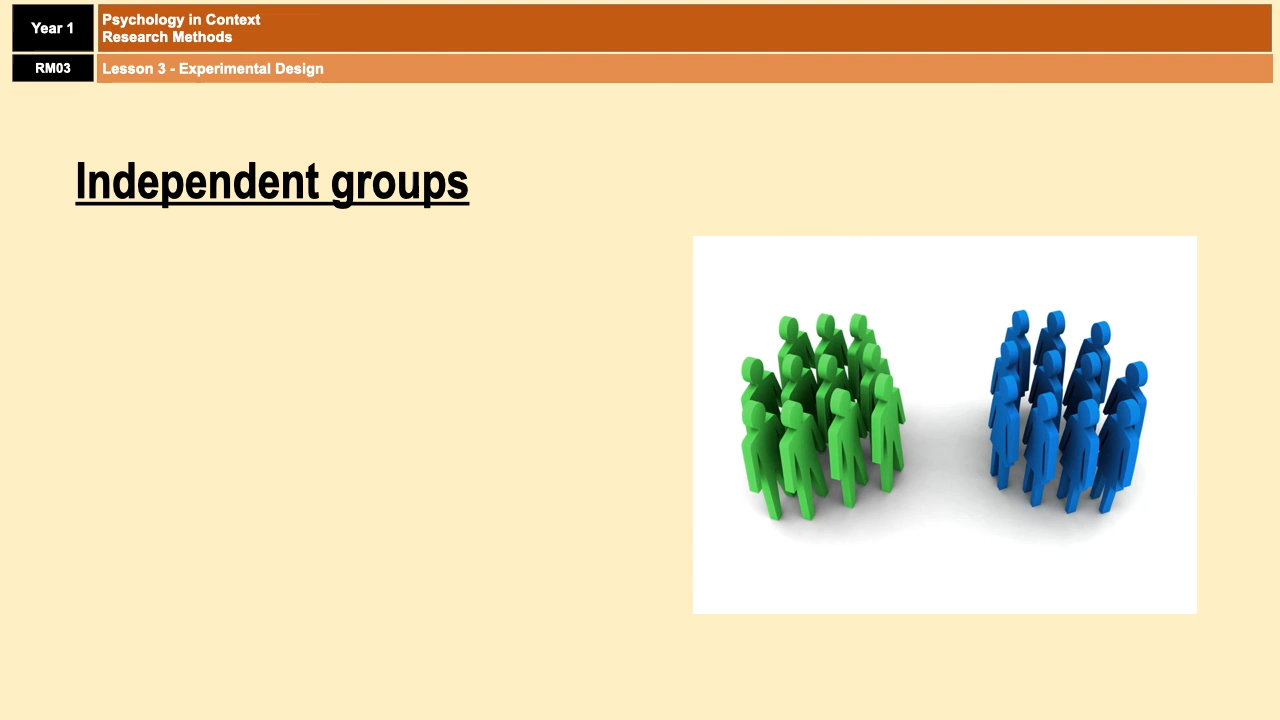 Year 1
Psychology in Context
Research Methods
RM03
Lesson 3 - Experimental Design
Independent groups